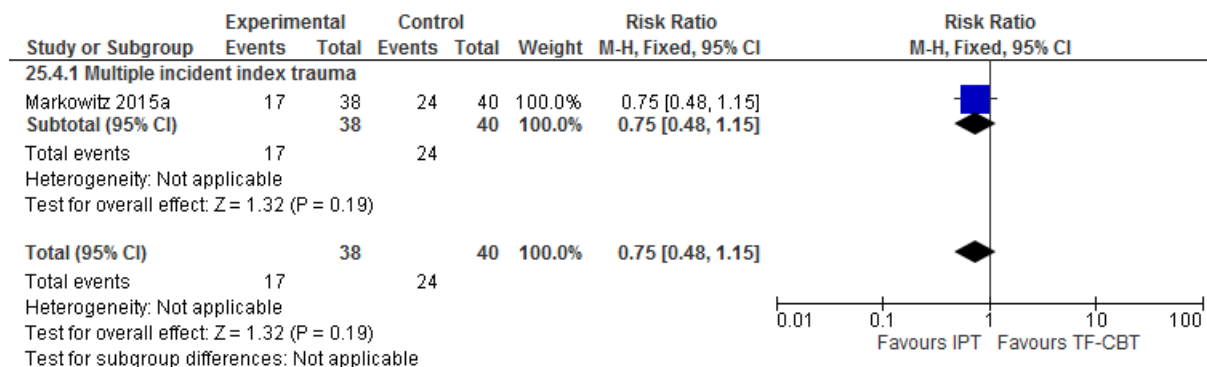 Experimental Control Risk Ratio Risk Ratio
Study or Subgroup Events Total Events Total Weight M-H, Fixed, 95% CI M-H, Fixed, 95% CI
25.4.1 Multiple incident index trauma
Markowitz 2015a 17 38 24 40 100.0% 0.75 [0.48, 1.15]
Subtotal (95% CI) 38 40 100.0% 0.75 [0.48, 1.15]
Total events 17 24
Heterogeneity: Not applicable
Test for overall effect: Z = 1.32 (P = 0.19)
Total (95% CI) 38 40 100.0% 0.75 [0.48, 1.15]
Total events 17 24
Heterogeneity: Not applicable
Test for overall effect: Z = 1.32 (P = 0.19)
Test for subgroup differences: Not applicable
0.01 0.1 1 10 100
Favours IPT Favours TF-CBT